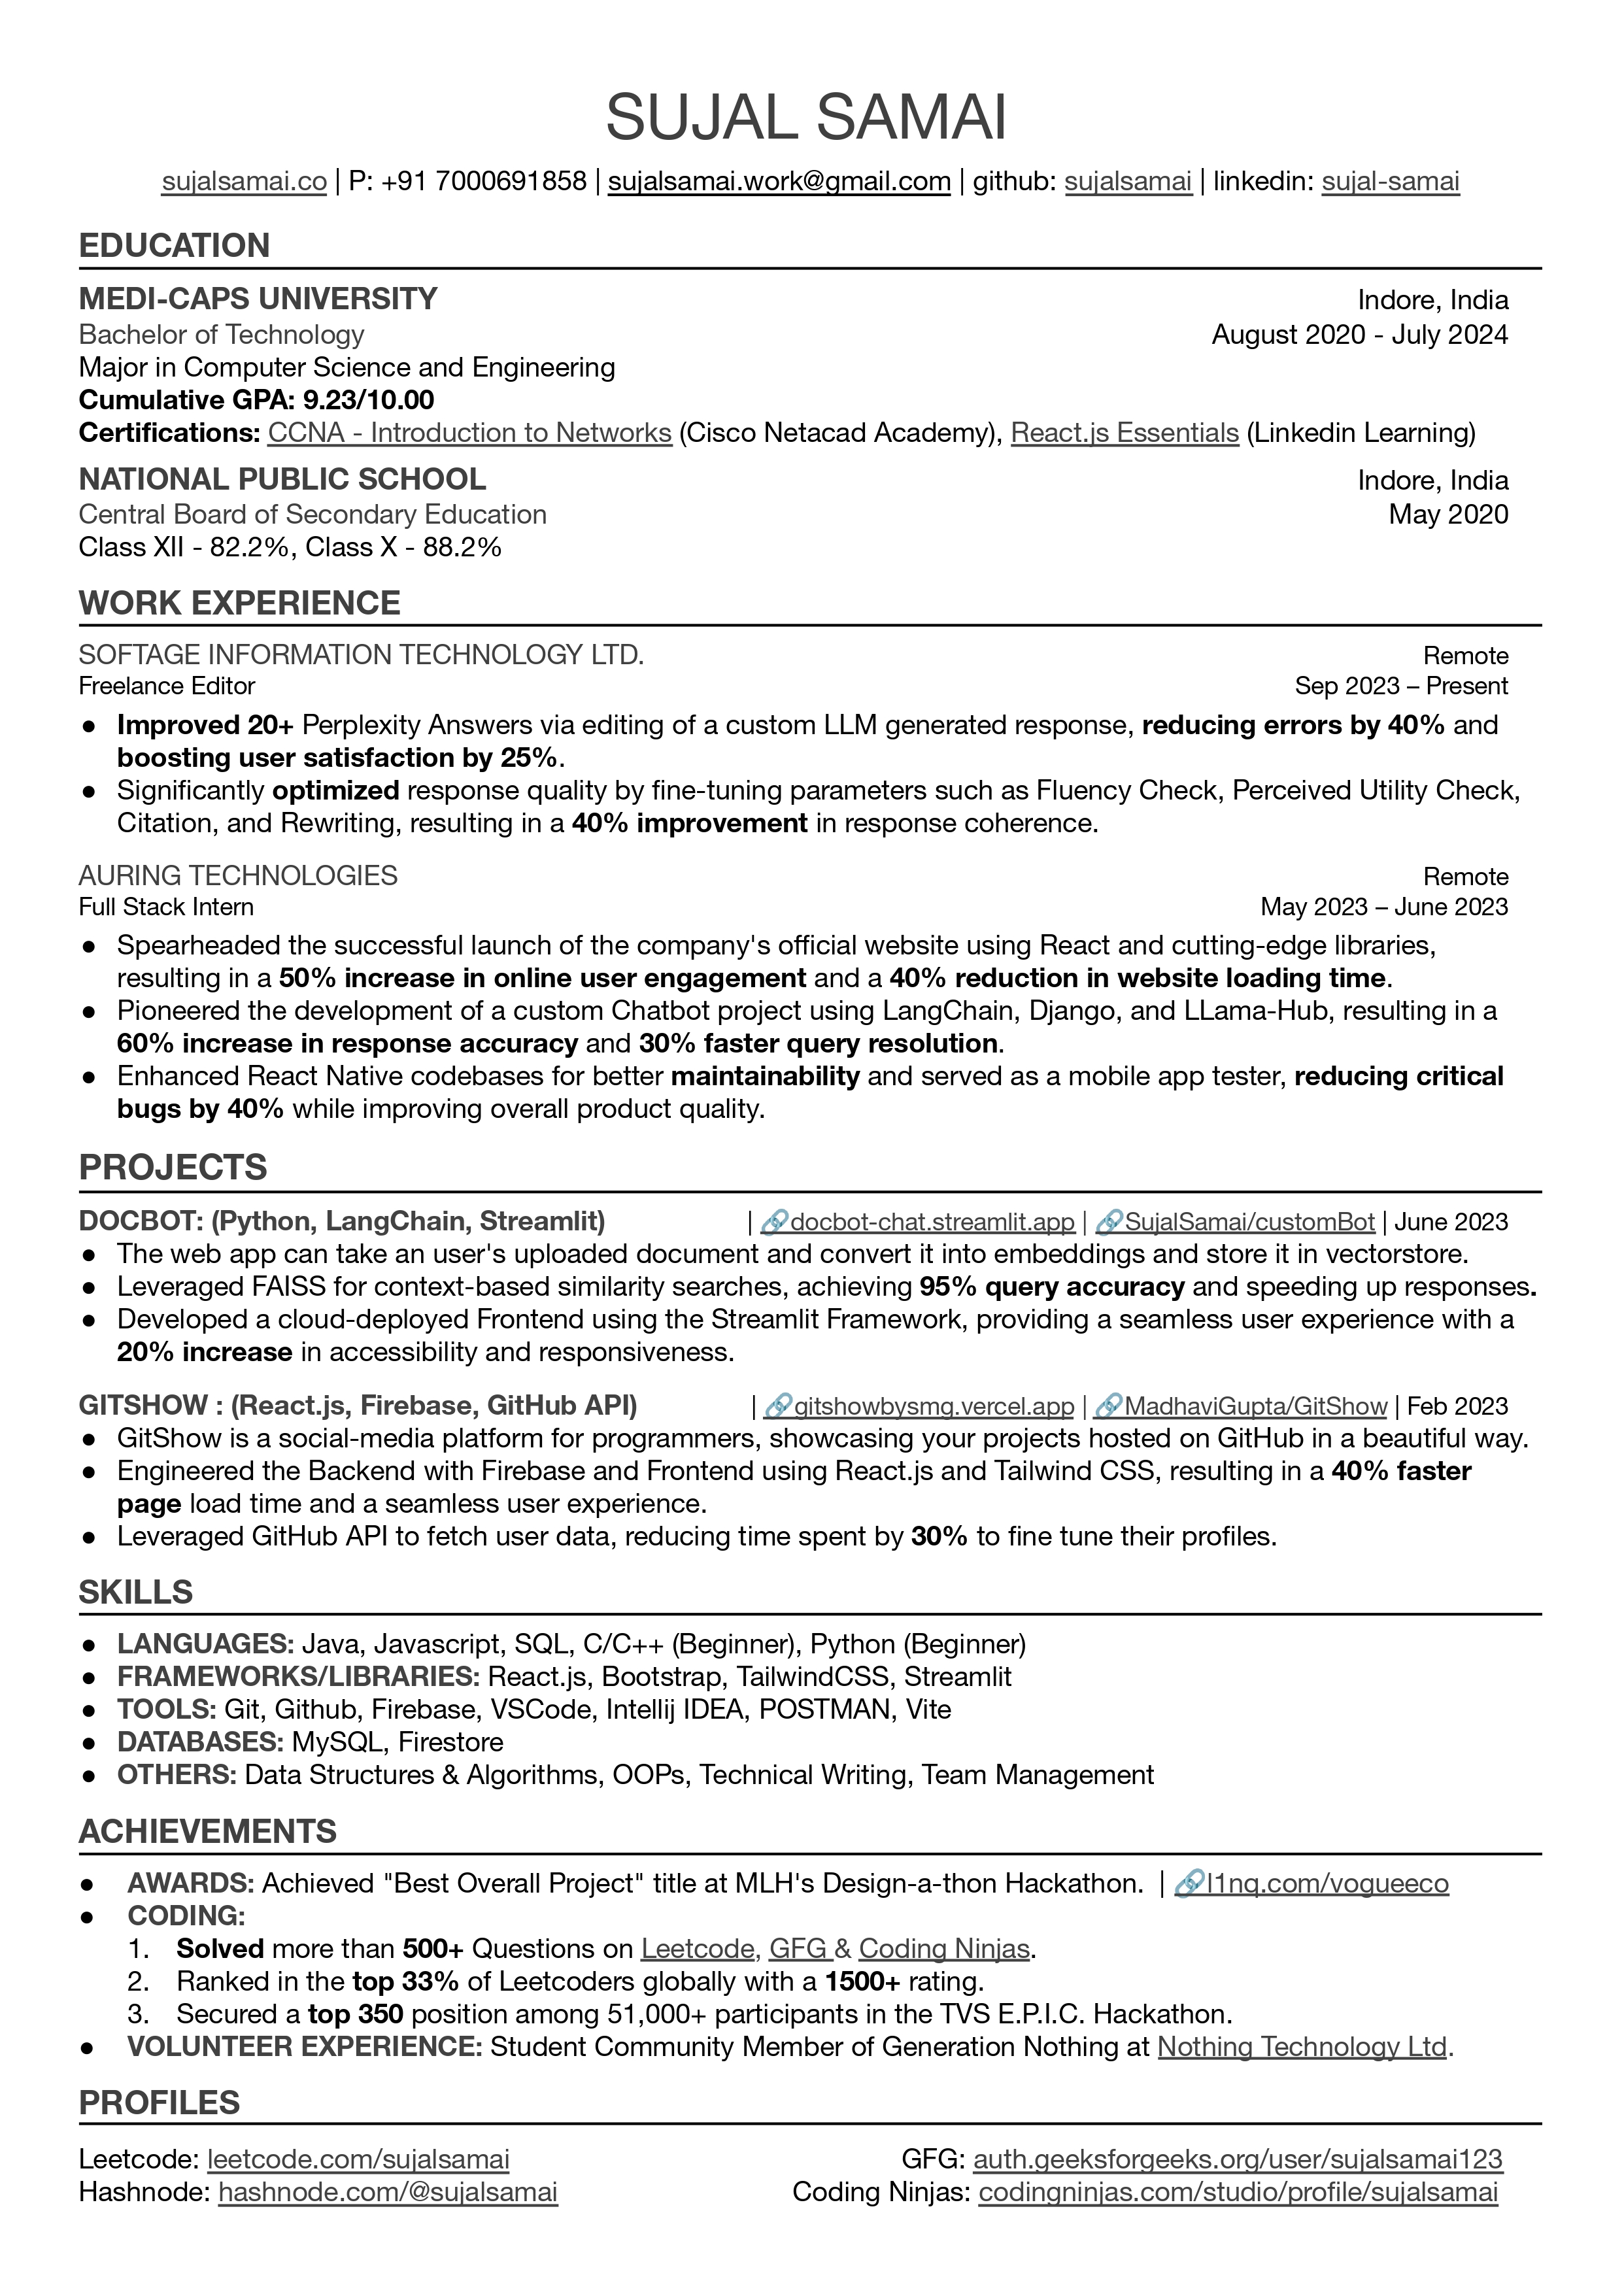 SUJAL SAMAI
sujalsamai.co | P: +91 7000691858 | sujalsamai.work@gmail.com | github: sujalsamai | linkedin: sujal-samai
EDUCATION
MEDI-CAPS UNIVERSITY Indore, India
Bachelor of Technology August 2020 - July 2024
Major in Computer Science and Engineering
Cumulative GPA: 9.23/10.00
Certifications: CCNA - Introduction to Networks (Cisco Netacad Academy), React.js Essentials (Linkedin Learning)
NATIONAL PUBLIC SCHOOL Indore, India
Central Board of Secondary Education May 2020
Class XII - 82.2%, Class X - 88.2%
WORK EXPERIENCE
SOFTAGE INFORMATION TECHNOLOGY LTD. Remote
Freelance Editor Sep 2023 – Present
● Improved 20+ Perplexity Answers via editing of a custom LLM generated response, reducing errors by 40% and
boosting user satisfaction by 25%.
● Significantly optimized response quality by fine-tuning parameters such as Fluency Check, Perceived Utility Check,
Citation, and Rewriting, resulting in a 40% improvement in response coherence.
AURING TECHNOLOGIES Remote
Full Stack Intern May 2023 – June 2023
● Spearheaded the successful launch of the company's official website using React and cutting-edge libraries,
resulting in a 50% increase in online user engagement and a 40% reduction in website loading time.
● Pioneered the development of a custom Chatbot project using LangChain, Django, and LLama-Hub, resulting in a
60% increase in response accuracy and 30% faster query resolution.
● Enhanced React Native codebases for better maintainability and served as a mobile app tester, reducing critical
bugs by 40% while improving overall product quality.
PROJECTS
DOCBOT: (Python, LangChain, Streamlit) | 🔗docbot-chat.streamlit.app | 🔗SujalSamai/customBot | June 2023
● The web app can take an user's uploaded document and convert it into embeddings and store it in vectorstore.
● Leveraged FAISS for context-based similarity searches, achieving 95% query accuracy and speeding up responses.
● Developed a cloud-deployed Frontend using the Streamlit Framework, providing a seamless user experience with a
20% increase in accessibility and responsiveness.
GITSHOW : (React.js, Firebase, GitHub API) | 🔗gitshowbysmg.vercel.app | 🔗MadhaviGupta/GitShow | Feb 2023
● GitShow is a social-media platform for programmers, showcasing your projects hosted on GitHub in a beautiful way.
● Engineered the Backend with Firebase and Frontend using React.js and Tailwind CSS, resulting in a 40% faster
page load time and a seamless user experience.
● Leveraged GitHub API to fetch user data, reducing time spent by 30% to fine tune their profiles.
SKILLS
● LANGUAGES: Java, Javascript, SQL, C/C++ (Beginner), Python (Beginner)
● FRAMEWORKS/LIBRARIES: React.js, Bootstrap, TailwindCSS, Streamlit
● TOOLS: Git, Github, Firebase, VSCode, Intellij IDEA, POSTMAN, Vite
● DATABASES: MySQL, Firestore
● OTHERS: Data Structures & Algorithms, OOPs, Technical Writing, Team Management
ACHIEVEMENTS
● AWARDS: Achieved "Best Overall Project" title at MLH's Design-a-thon Hackathon. | 🔗l1nq.com/vogueeco
● CODING:
1. Solved more than 500+ Questions on Leetcode, GFG & Coding Ninjas.
2. Ranked in the top 33% of Leetcoders globally with a 1500+ rating.
3. Secured a top 350 position among 51,000+ participants in the TVS E.P.I.C. Hackathon.
● VOLUNTEER EXPERIENCE: Student Community Member of Generation Nothing at Nothing Technology Ltd.
PROFILES
Leetcode: leetcode.com/sujalsamai GFG: auth.geeksforgeeks.org/user/sujalsamai123
Hashnode: hashnode.com/@sujalsamai Coding Ninjas: codingninjas.com/studio/profile/sujalsamai